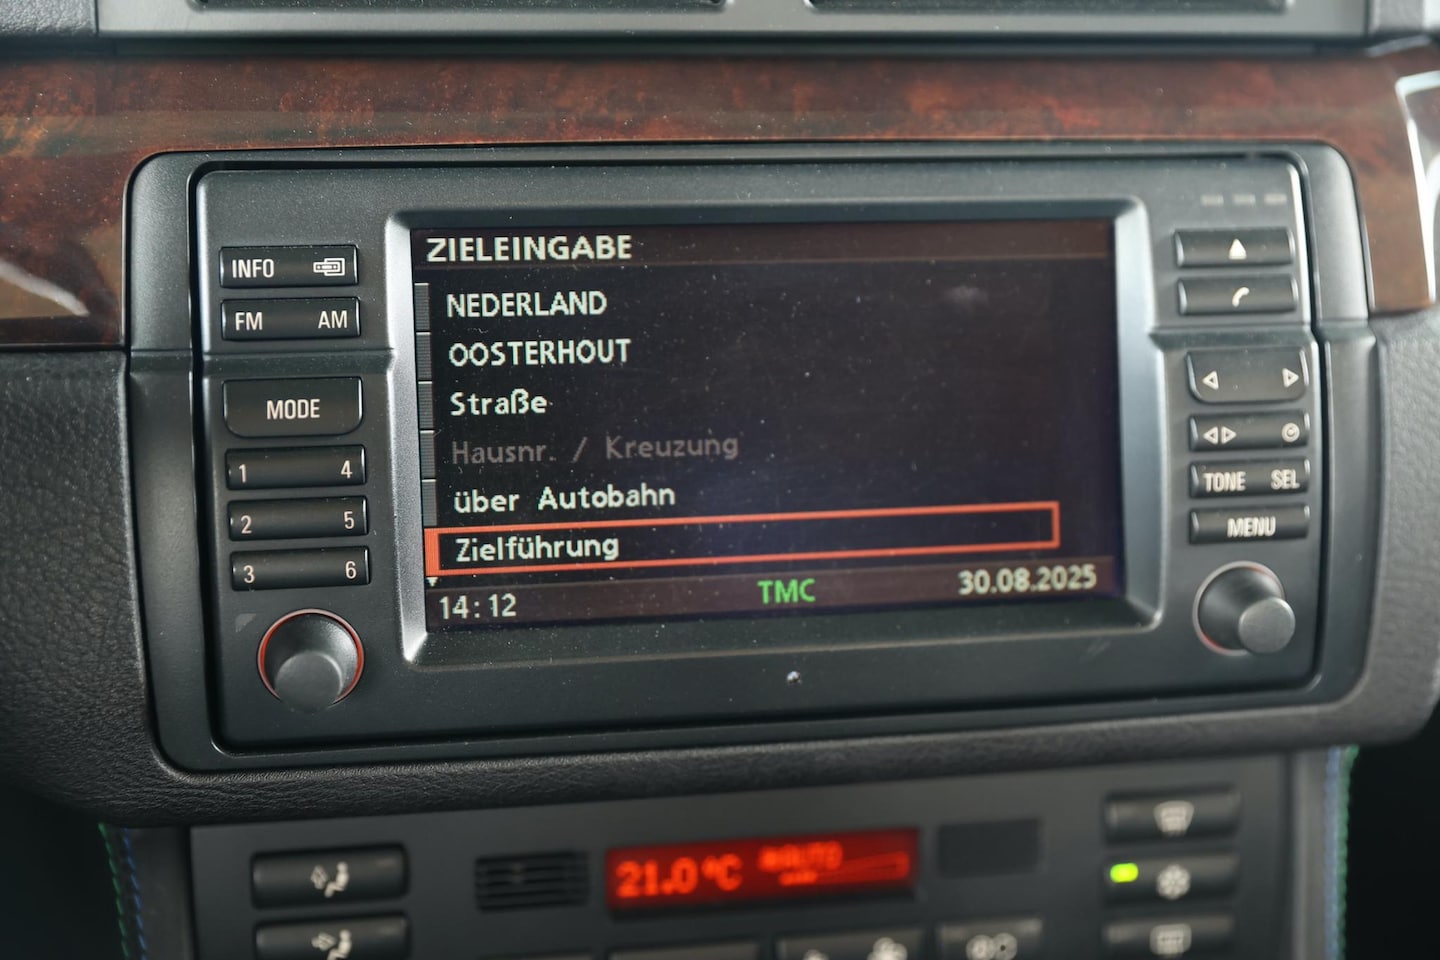 ZIELEINGABE
INFO
FM AM
MODE
1 4
2 5
3 6
NEDERLAND
OOSTERHOUT
Straße
Hausnr. / Kreuzung
über Autobahn
Zielführung
14:12 TMC 30.08.2025
TONE SEL
MENU
21.0 °C AUTO